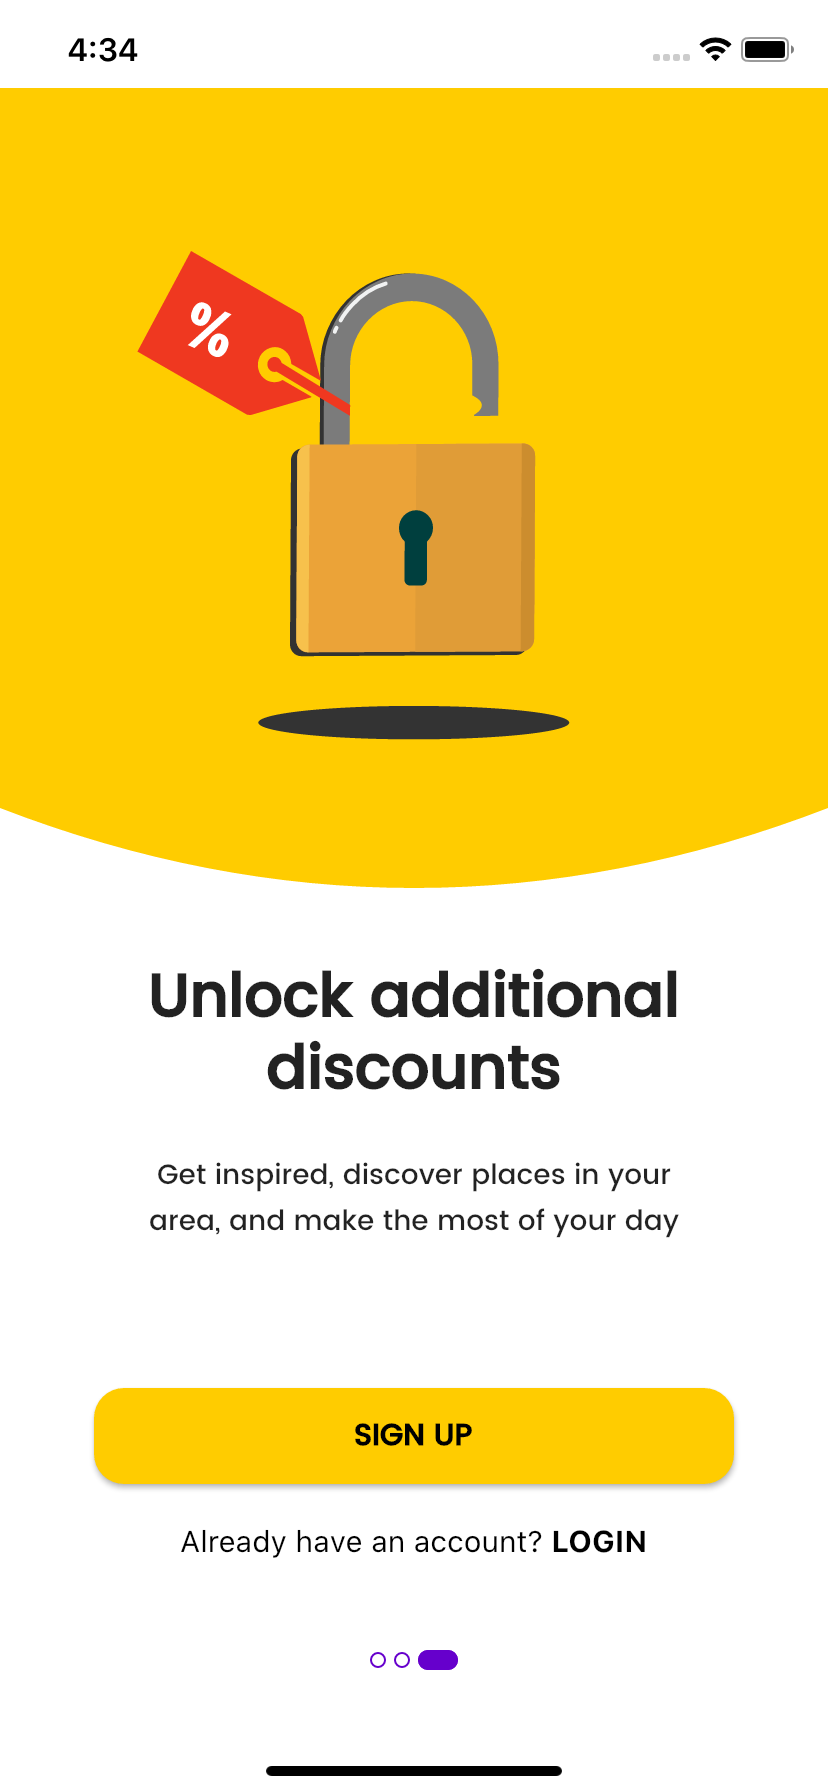 4:34
%
Unlock additional
discounts
Get inspired, discover places in your
area, and make the most of your day
SIGN UP
Already have an account? LOGIN